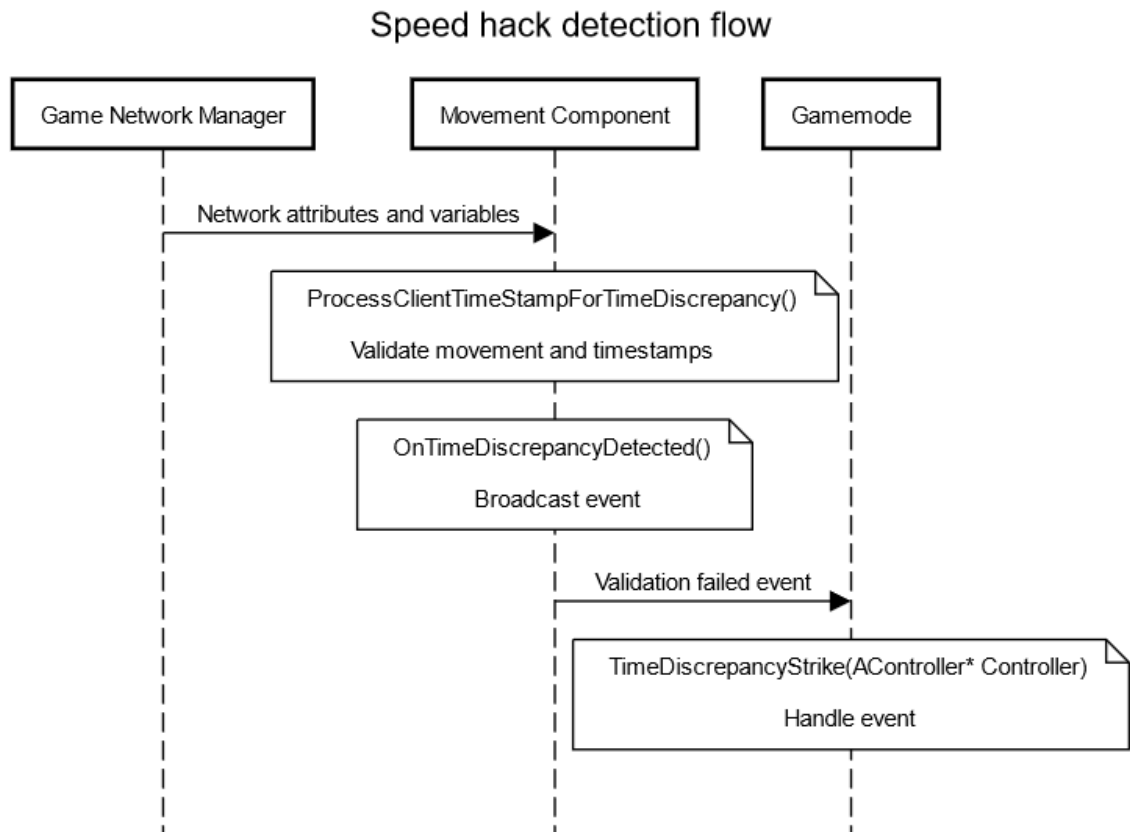 Speed hack detection flow
Game Network Manager
Movement Component
Gamemode
Network attributes and variables
ProcessClientTimeStampForTimeDiscrepancy()
Validate movement and timestamps
OnTimeDiscrepancyDetected()
Broadcast event
Validation failed event
TimeDiscrepancyStrike(AController* Controller)
Handle event